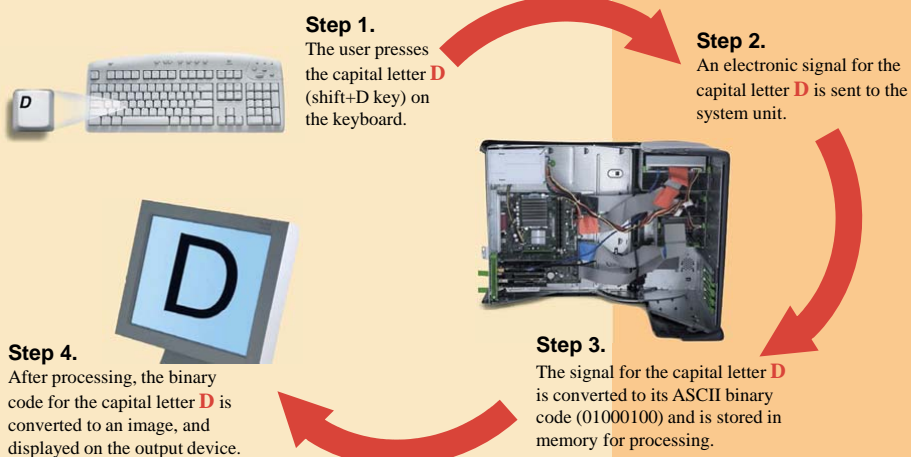 Step 1.
The user presses
the capital letter D
(shift+D key) on
the keyboard.
D
Step 2.
An electronic signal for the
capital letter D is sent to the
system unit.
Step 3.
The signal for the capital letter D
is converted to its ASCII binary
code (01000100) and is stored in
memory for processing.
D
Step 4.
After processing, the binary
code for the capital letter D is
converted to an image, and
displayed on the output device.